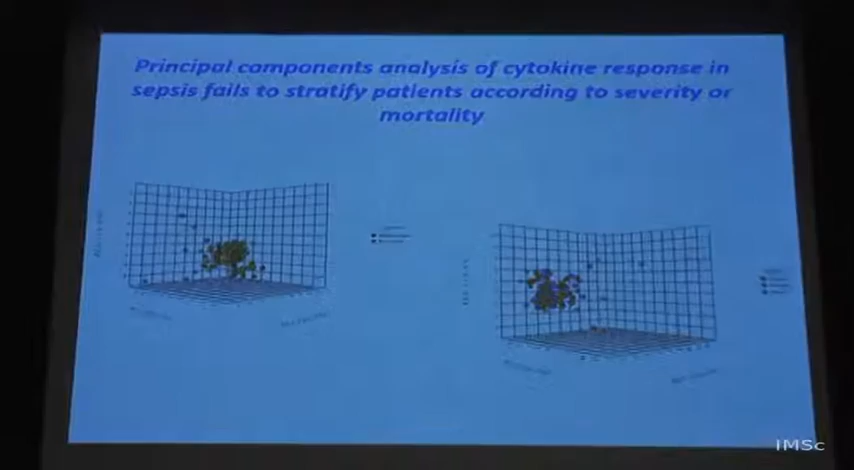 Principal components analysis of cytokine response in
sepsis fails to stratify patients according to severity or
mortality
IMSc